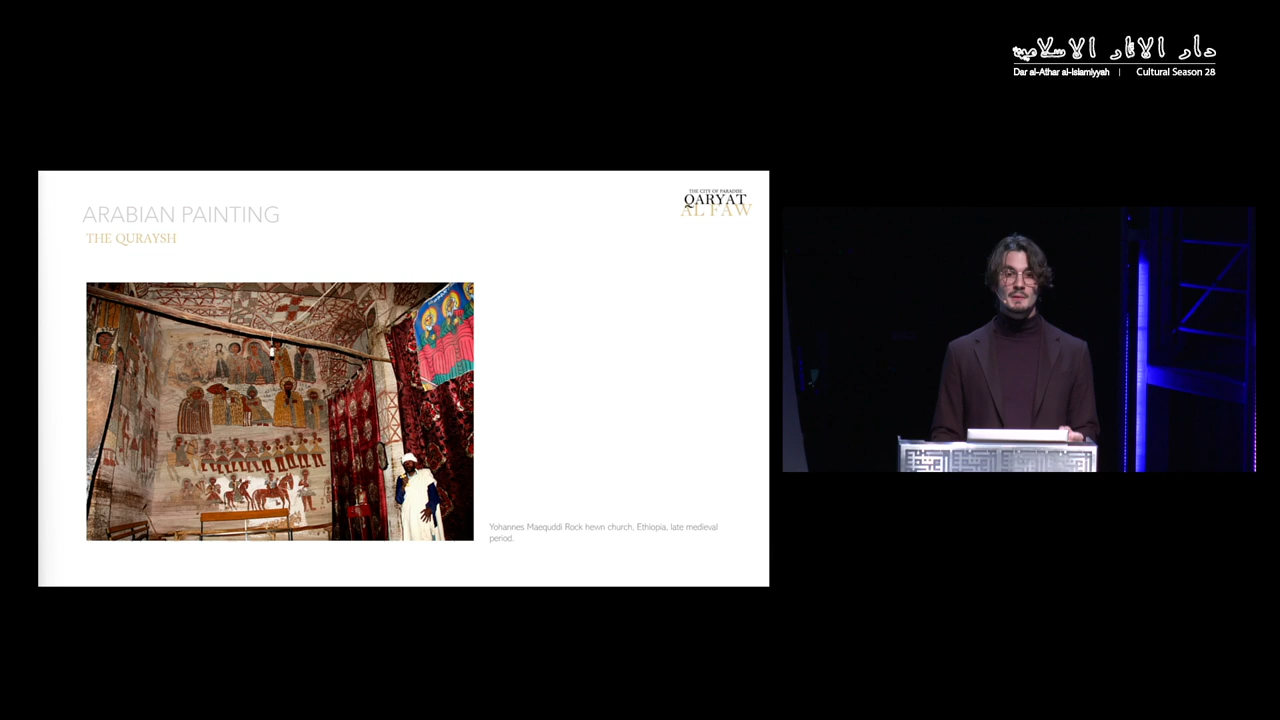 دار الآثار الإسلامية
Dar al-Athar al-Islamiyyah | Cultural Season 28
ARABIAN PAINTING
THE QURAYSH
THE CITY OF PARADISE
QARYAT
AL FAW
Yohannes Maequddi Rock hewn church, Ethiopia, late medieval
period.